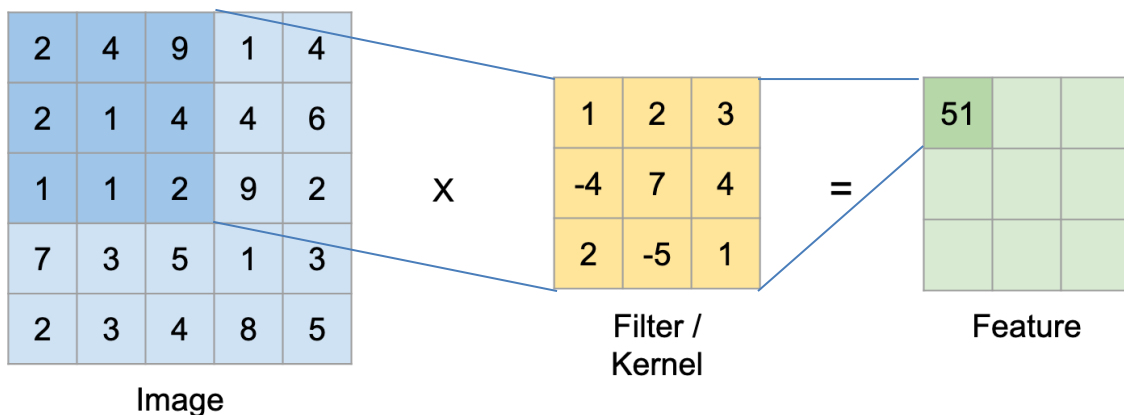 2 4 9 1 4
2 1 4 4 6
1 1 2 9 2
7 3 5 1 3
2 3 4 8 5
Image
x
1 2 3
-4 7 4
2 -5 1
Filter /
Kernel
=
51
Feature